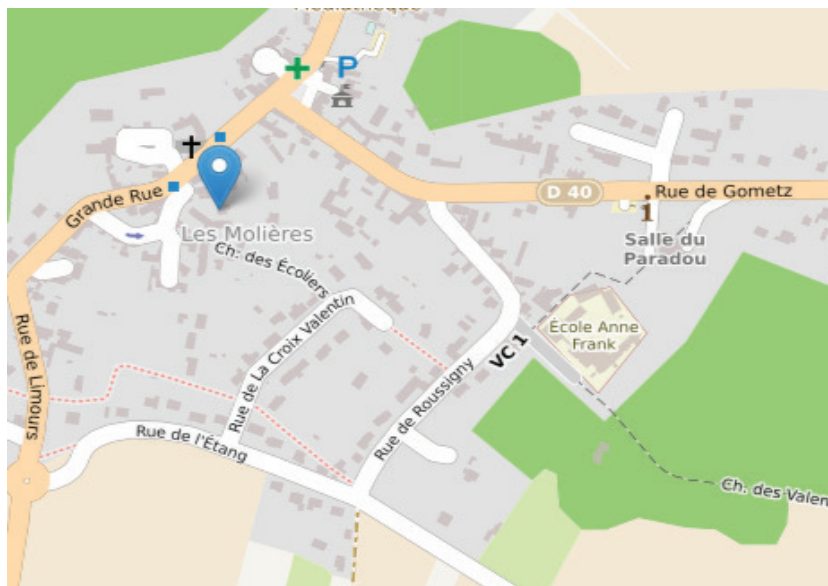 Médiathèque
P
Grande Rue
D 40
Rue de Gometz
i
Salle du
Paradou
Les Molières
Ch. des Écoliers
Rue de La Croix Valentin
École Anne
Frank
VC 1
Rue de Limours
Rue de Roussigny
Rue de l'Étang
Ch. des Valen